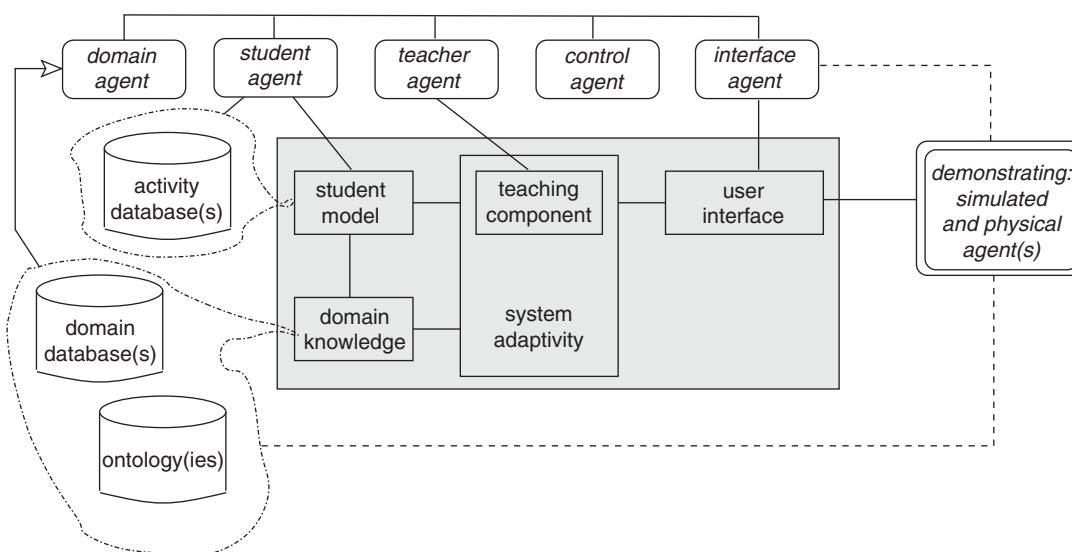 domain
agent
student
agent
teacher
agent
control
agent
interface
agent
activity
database(s)
student
model
teaching
component
user
interface
demonstrating:
simulated
and physical
agent(s)
domain
database(s)
domain
knowledge
system
adaptivity
ontology(ies)